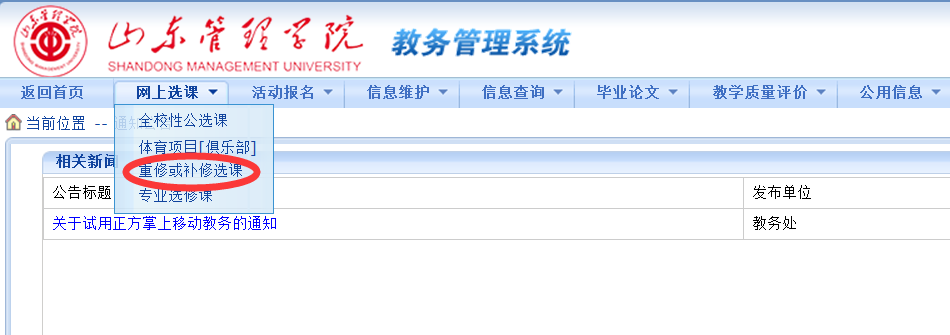 山东管理学院
SHANDONG MANAGEMENT UNIVERSITY
教务管理系统
返回首页 网上选课 活动报名 信息维护 信息查询 毕业论文 教学质量评价 公用信息
当前位置 -- 通知
全校性公选课
体育项目[俱乐部]
重修或补修选课
专业选修课
相关新闻
公告标题 发布单位
关于试用正方掌上移动教务的通知 教务处